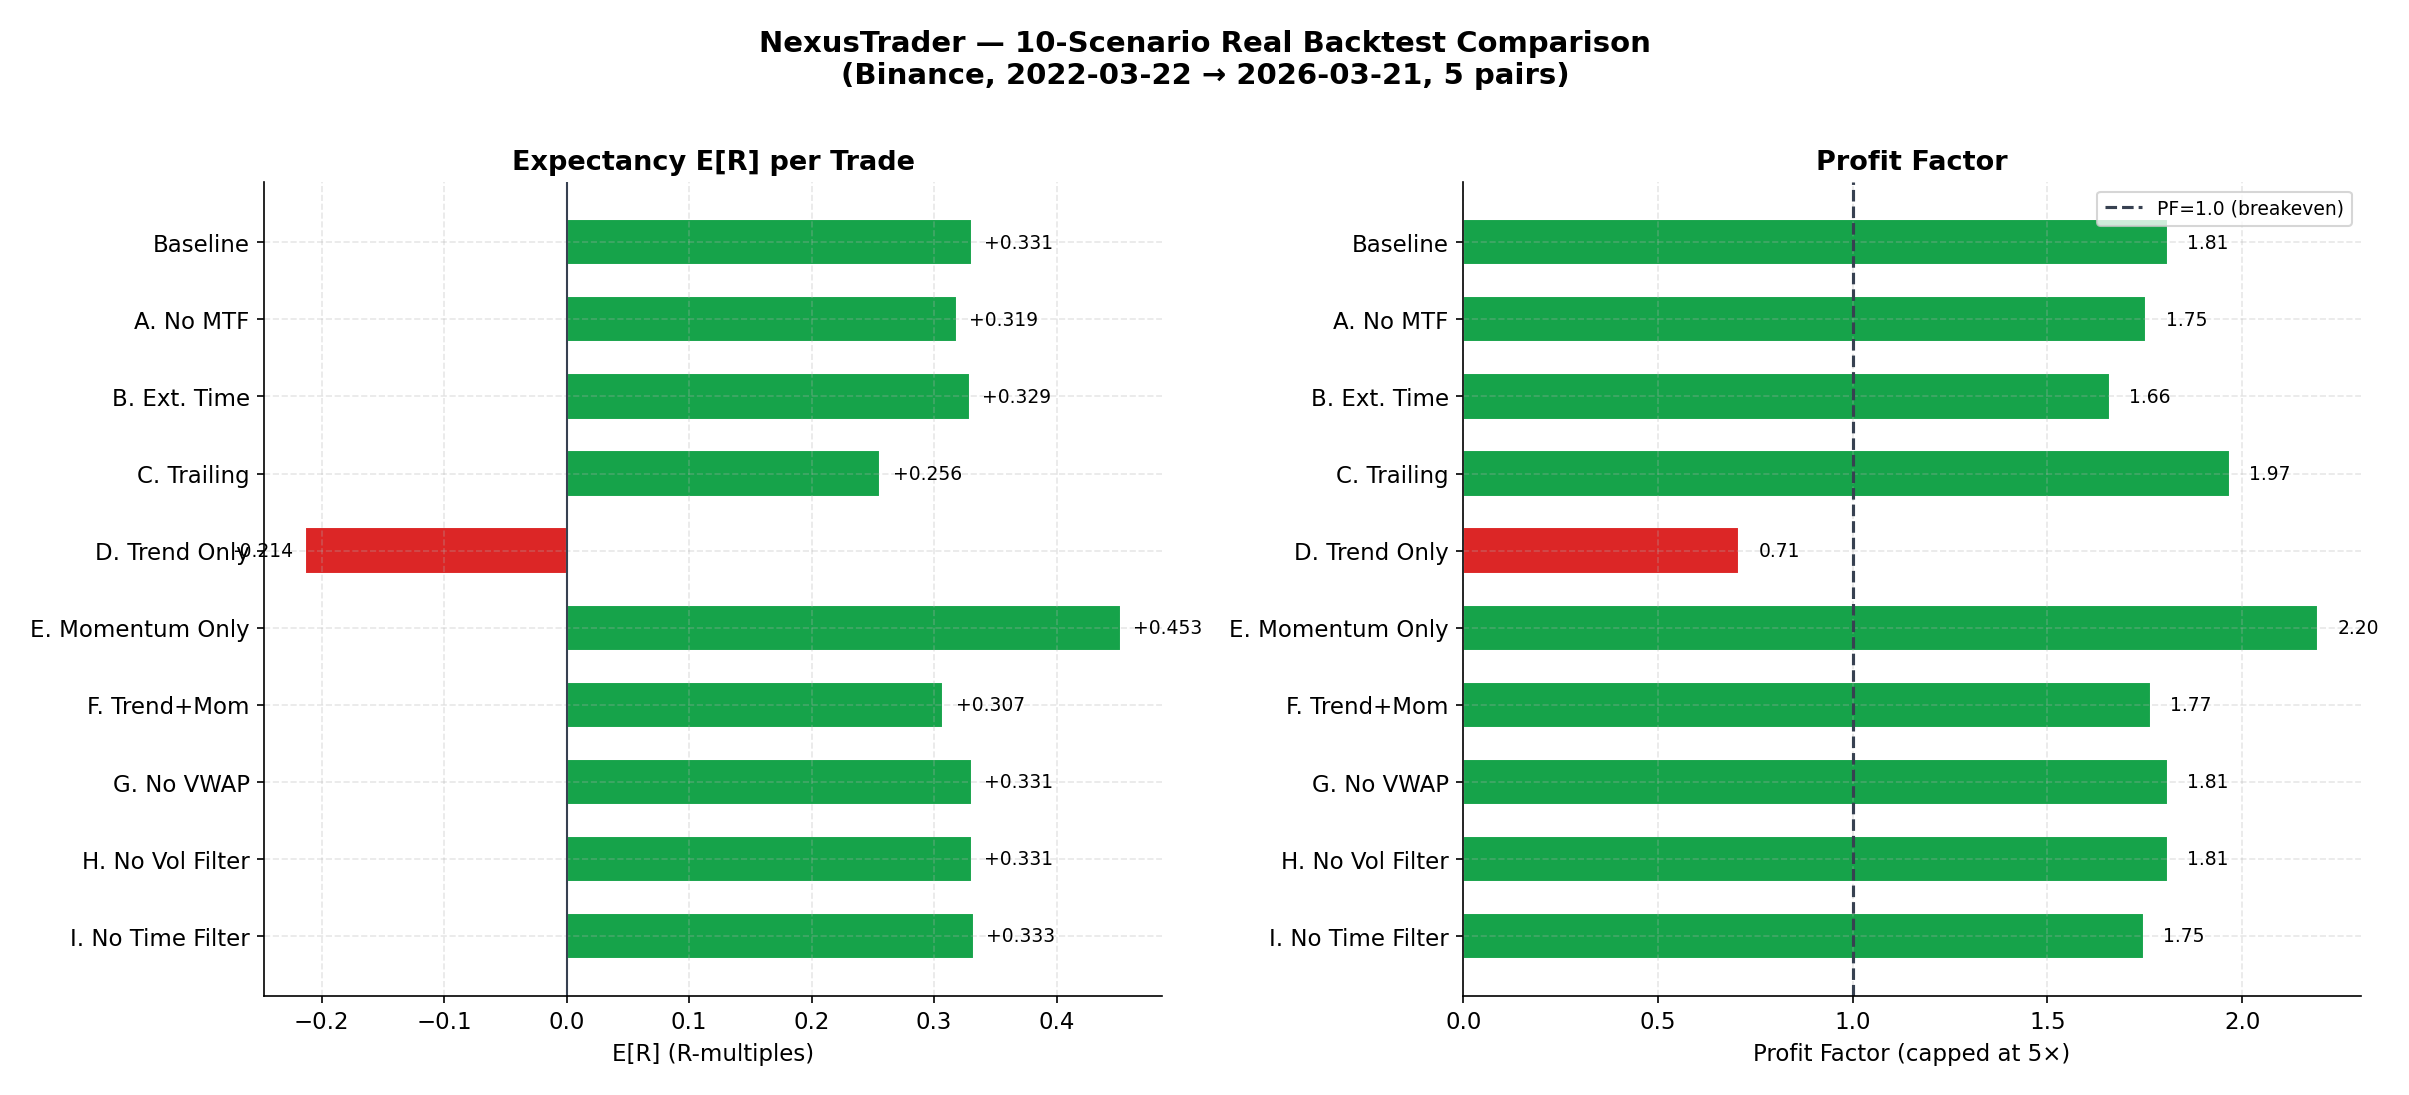 NexusTrader — 10-Scenario Real Backtest Comparison
(Binance, 2022-03-22 → 2026-03-21, 5 pairs)
Expectancy E[R] per Trade
Baseline
+0.331
A. No MTF
+0.319
B. Ext. Time
+0.329
C. Trailing
+0.256
D. Trend Only
-0.214
E. Momentum Only
+0.453
F. Trend+Mom
+0.307
G. No VWAP
+0.331
H. No Vol Filter
+0.331
I. No Time Filter
+0.333
−0.2 −0.1 0.0 0.1 0.2 0.3 0.4
E[R] (R-multiples)
Profit Factor
PF=1.0 (breakeven)
Baseline
1.81
A. No MTF
1.75
B. Ext. Time
1.66
C. Trailing
1.97
D. Trend Only
0.71
E. Momentum Only
2.20
F. Trend+Mom
1.77
G. No VWAP
1.81
H. No Vol Filter
1.81
I. No Time Filter
1.75
0.0 0.5 1.0 1.5 2.0
Profit Factor (capped at 5×)